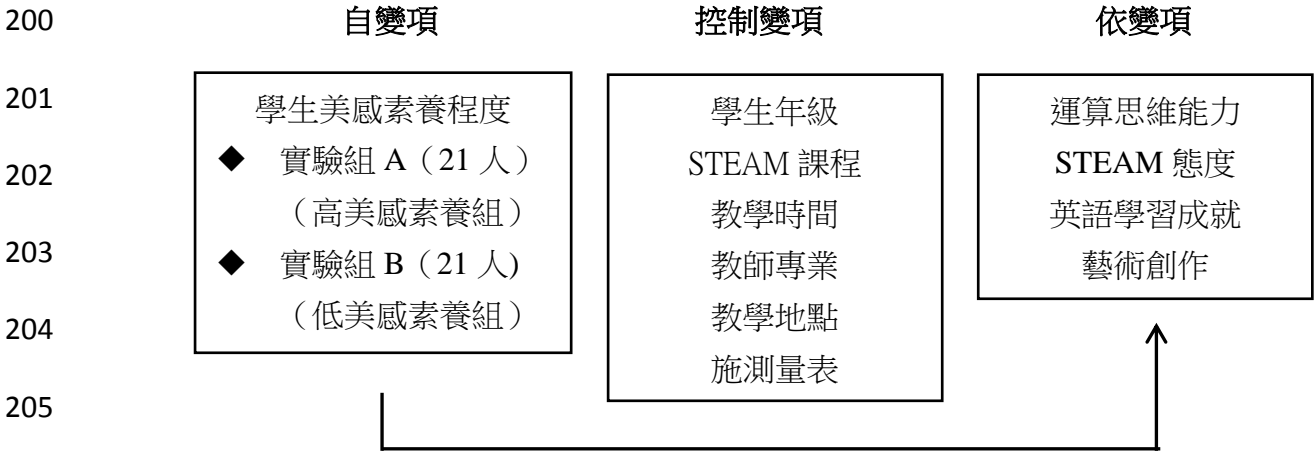 200
自變項
控制變項
依變項
201
學生美感素養程度
◆ 實驗組 A（21 人）
（高美感素養組）
◆ 實驗組 B（21 人)
（低美感素養組）
學生年級
STEAM 課程
教學時間
教師專業
教學地點
施測量表
運算思維能力
STEAM 態度
英語學習成就
藝術創作
202
203
204
205